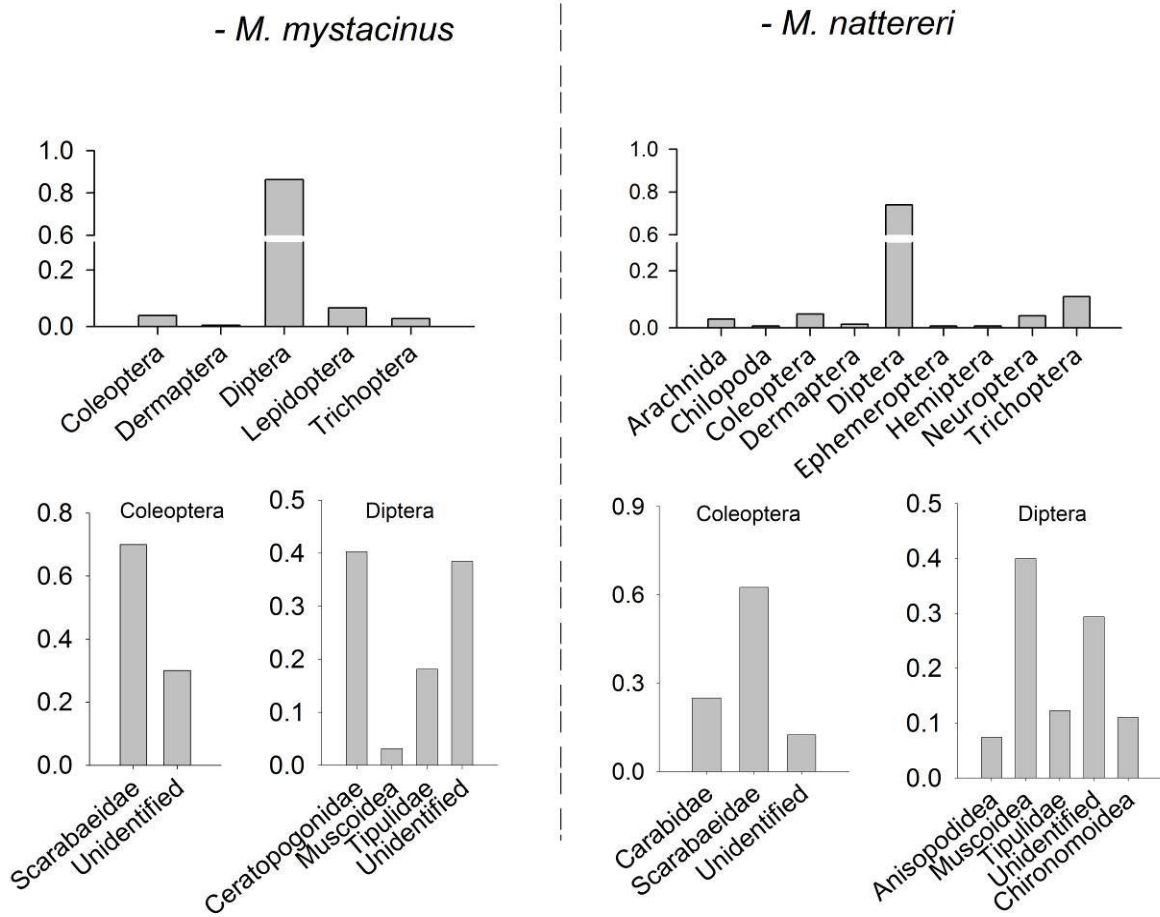 - M. mystacinus
- M. nattereri
1.0
0.8
0.6
0.2
0.0
Coleoptera
Dermaptera
Diptera
Lepidoptera
Trichoptera
1.0
0.8
0.6
0.2
0.0
Arachnida
Chilopoda
Coleoptera
Dermaptera
Diptera
Ephemeroptera
Hemiptera
Neuroptera
Trichoptera
Coleoptera
0.8
0.6
0.4
0.2
0.0
Scarabaeidae
Unidentified
Diptera
0.5
0.4
0.3
0.2
0.1
0.0
Ceratopogonidae
Muscoidea
Tipulidae
Unidentified
Coleoptera
0.9
0.6
0.3
0.0
Carabidae
Scarabaeidae
Unidentified
Diptera
0.5
0.4
0.3
0.2
0.1
0.0
Anisopodidea
Muscoidea
Tipulidae
Unidentified
Chironomoidea